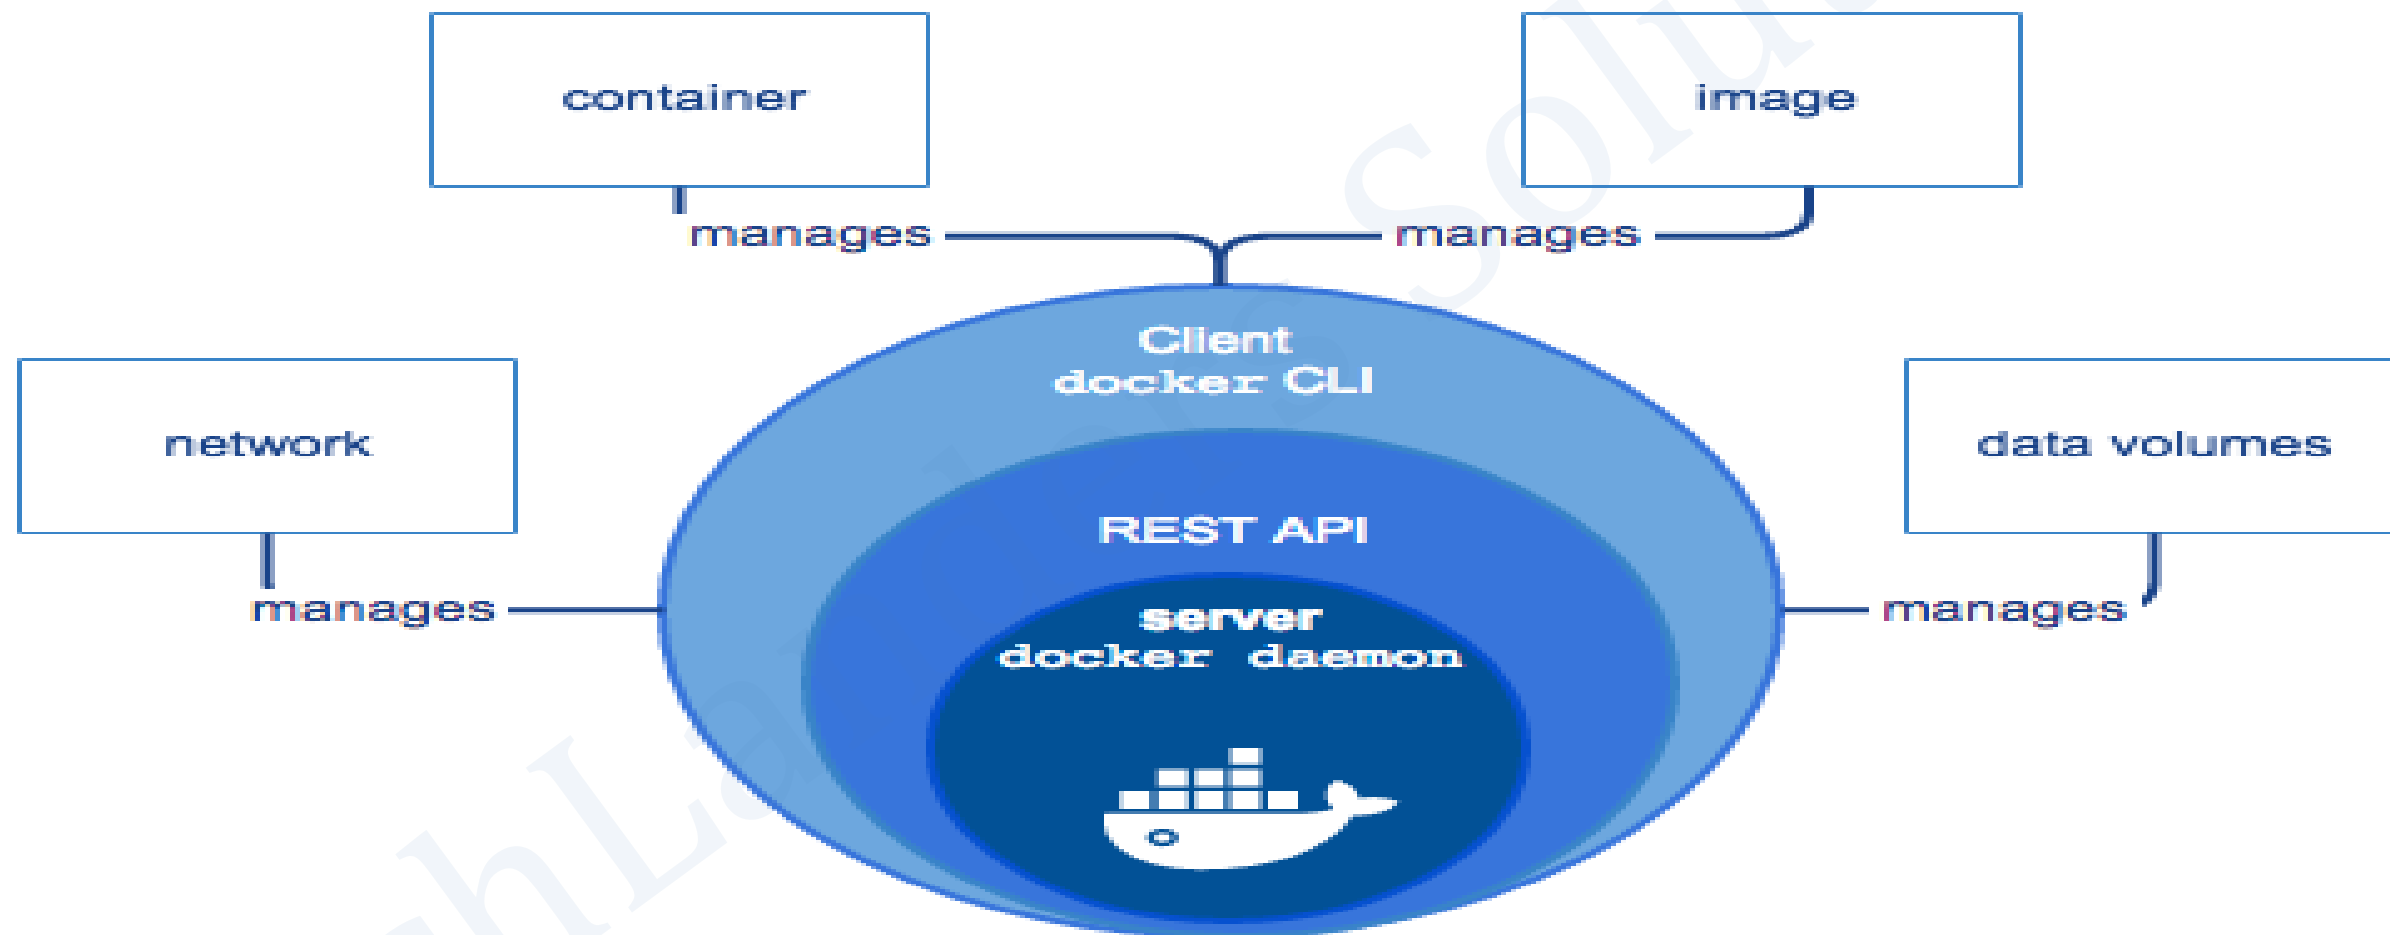 container
image
manages
manages
Client
docker CLI
network
data volumes
REST API
manages
server
manages
docker daemon